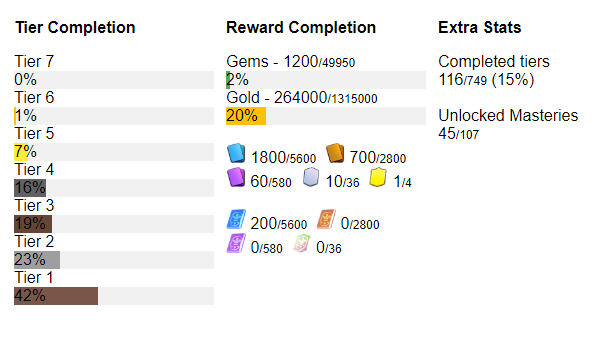 Tier Completion
Tier 7
0%
Tier 6
1%
Tier 5
7%
Tier 4
16%
Tier 3
19%
Tier 2
23%
Tier 1
42%
Reward Completion
Gems - 1200/49950
2%
Gold - 264000/1315000
20%
1800/5600 700/2800
60/580 10/36 1/4
200/5600 0/2800
0/580 0/36
Extra Stats
Completed tiers
116/749 (15%)
Unlocked Masteries
45/107